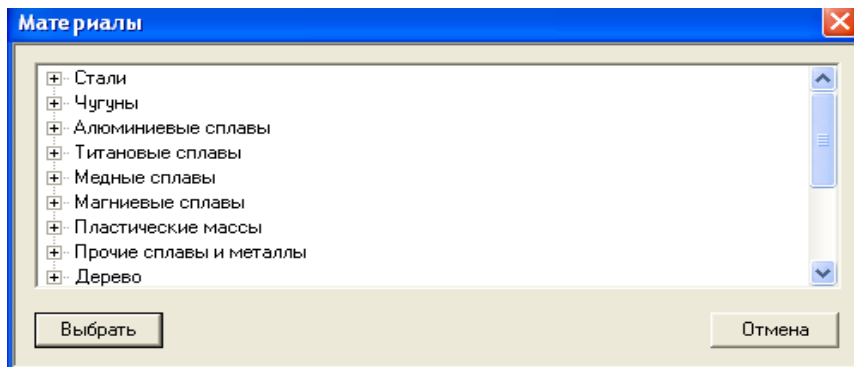 Материалы
Стали
Чугуны
Алюминиевые сплавы
Титановые сплавы
Медные сплавы
Магниевые сплавы
Пластические массы
Прочие сплавы и металлы
Дерево
Выбрать Отмена